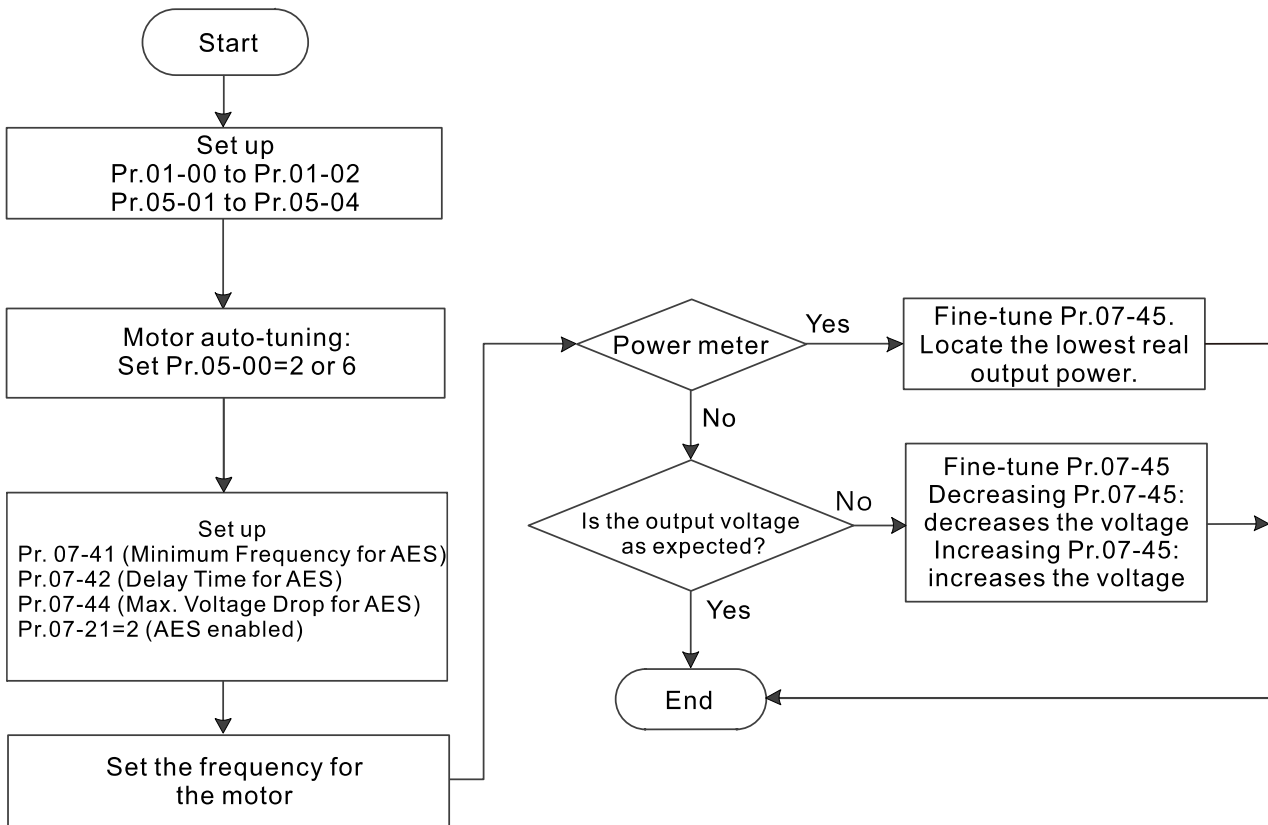 Start
Set up
Pr.01-00 to Pr.01-02
Pr.05-01 to Pr.05-04
Motor auto-tuning:
Set Pr.05-00=2 or 6
Set up
Pr. 07-41 (Minimum Frequency for AES)
Pr.07-42 (Delay Time for AES)
Pr.07-44 (Max. Voltage Drop for AES)
Pr.07-21=2 (AES enabled)
Set the frequency for
the motor
Power meter
Yes
Fine-tune Pr.07-45.
Locate the lowest real
output power.
No
Is the output voltage
as expected?
No
Fine-tune Pr.07-45
Decreasing Pr.07-45:
decreases the voltage
Increasing Pr.07-45:
increases the voltage
Yes
End